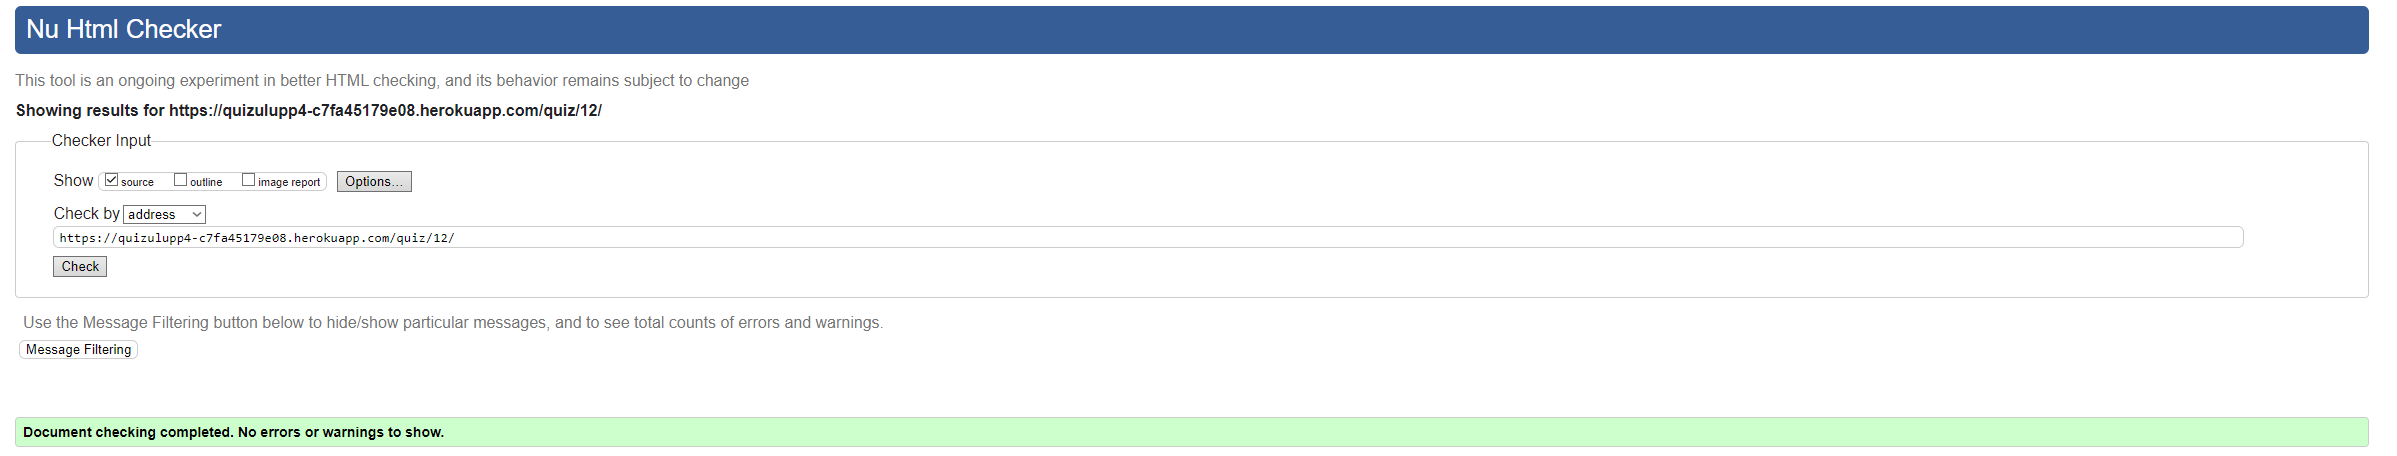 Nu Html Checker
This tool is an ongoing experiment in better HTML checking, and its behavior remains subject to change
Showing results for https://quizulupp4-c7fa45179e08.herokuapp.com/quiz/12/
Checker Input
Show source outline image report Options...
Check by address
https://quizulupp4-c7fa45179e08.herokuapp.com/quiz/12/
Check
Use the Message Filtering button below to hide/show particular messages, and to see total counts of errors and warnings.
Message Filtering
Document checking completed. No errors or warnings to show.